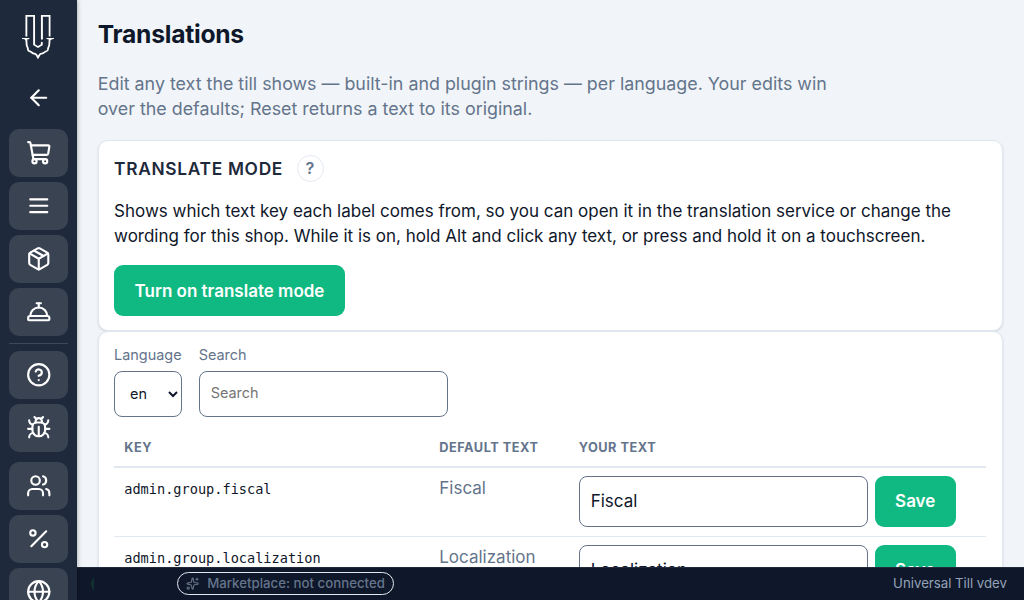 Translations
Edit any text the till shows — built-in and plugin strings — per language. Your edits win
over the defaults; Reset returns a text to its original.
TRANSLATE MODE ?
Shows which text key each label comes from, so you can open it in the translation service or change the
wording for this shop. While it is on, hold Alt and click any text, or press and hold it on a touchscreen.
Turn on translate mode
Language Search
en Search
KEY DEFAULT TEXT YOUR TEXT
admin.group.fiscal Fiscal Fiscal Save
admin.group.localization Localization Localization Save
Marketplace: not connected Universal Till vdev